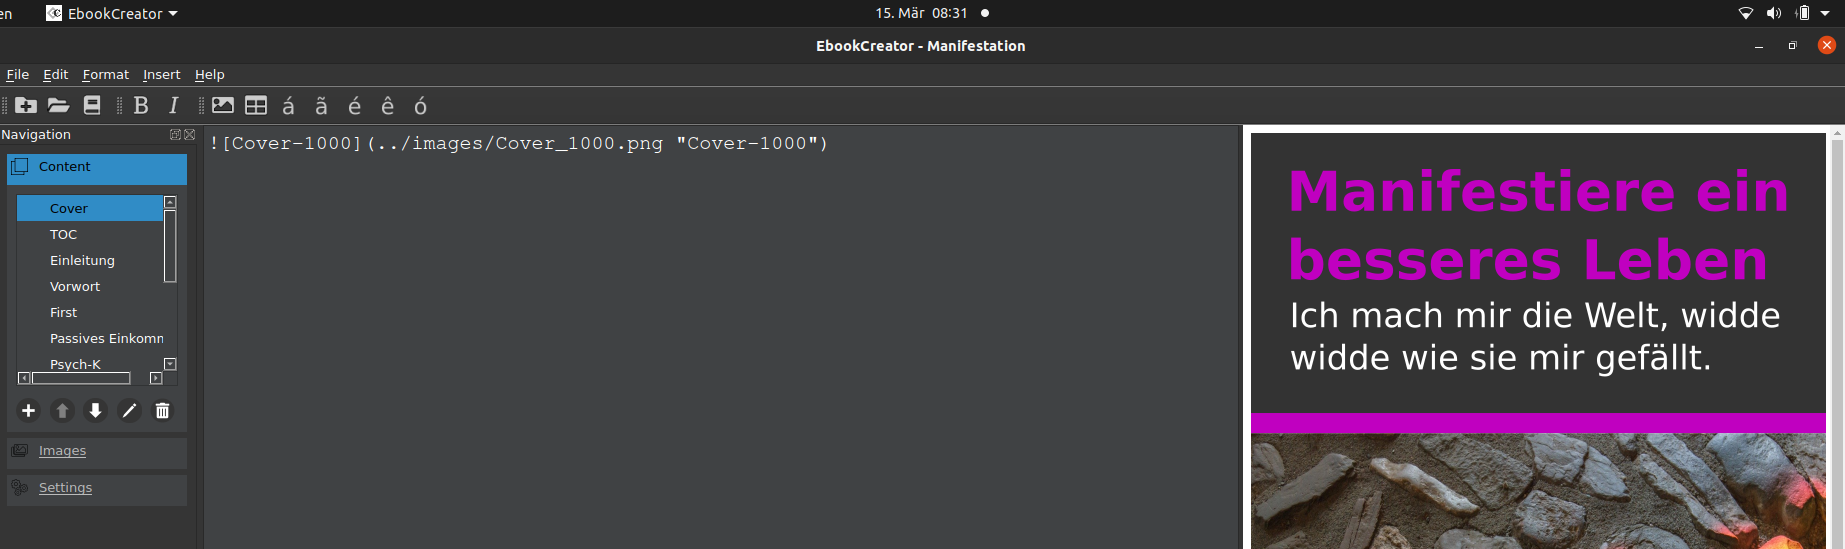 en EbookCreator 15. Mär 08:31
EbookCreator - Manifestation
File Edit Format Insert Help
B I á ã é ê ó
Navigation
Content
Cover
TOC
Einleitung
Vorwort
First
Passives Einkomm
Psych-K
Images
Settings
![Cover-1000](../images/Cover_1000.png "Cover-1000")
Manifestiere ein
besseres Leben
Ich mach mir die Welt, widde
widde wie sie mir gefällt.